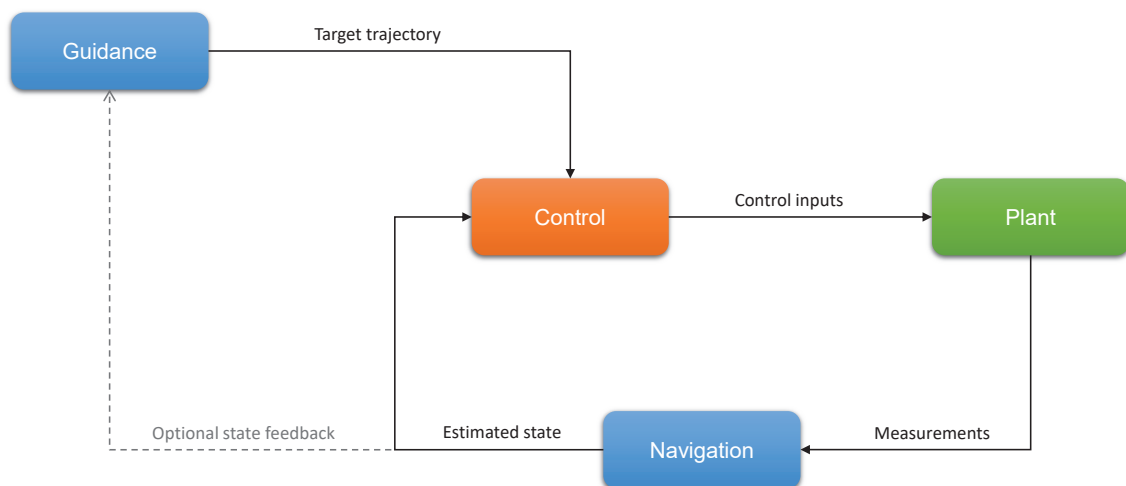 Guidance
Target trajectory
Control
Control inputs
Plant
Optional state feedback
Estimated state
Navigation
Measurements